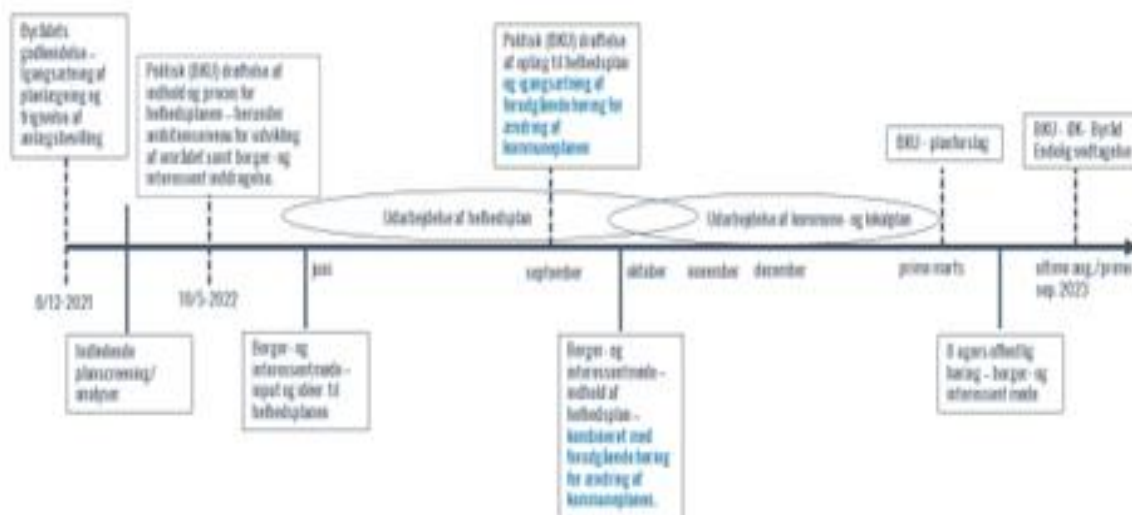 Byrådets
godkendelse –
igangsætning af
planlægning og
frigivelse af
anlægsbevilling
Politisk (BKU) drøftelse af
indhold og proces for
helhedsplanen – herunder
ambitionsniveau for udvikling
af området samt borger- og
interessent inddragelse.
Politisk (BKU) drøftelse
af oplæg til helhedsplan
og igangsætning af
forudgående høring for
ændring af
kommuneplanen
BKU - planforslag
BKU - ØK - Byråd
Endelig vedtagelse
Udarbejdelse af helhedsplan
Udarbejdelse af kommune- og lokalplan
juni
september
oktober
november
december
primo marts
ultimo aug./primo
sep. 2023
/12-2021
10/5-2022
Indledende
planscreening/
analyser
Borger- og
interessentmøde –
input og ideer til
helhedsplanen
Borger- og
interessentmøde –
indhold af
helhedsplan –
kombineret med
forudgående høring
for ændring af
kommuneplanen.
8 ugers offentlig
høring – borger- og
interessent møde